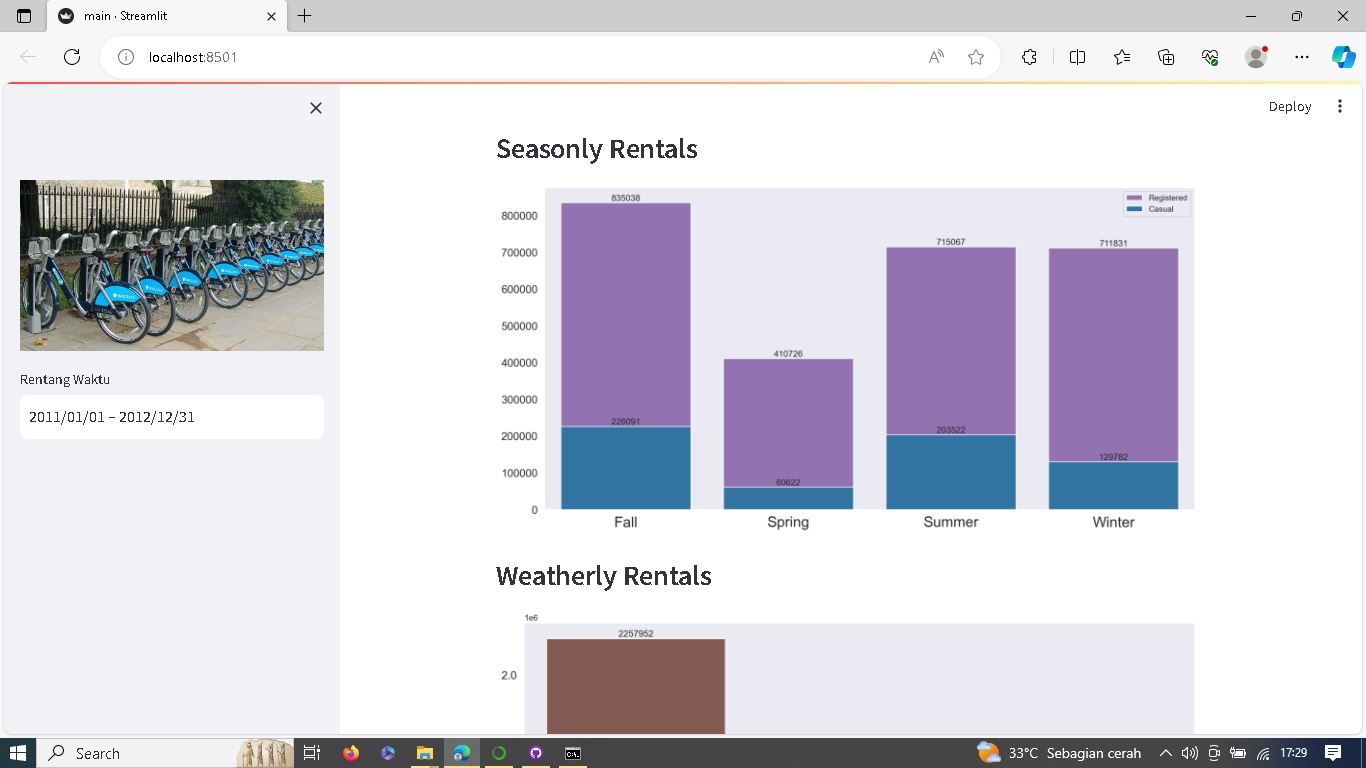 main · Streamlit
localhost:8501
Deploy
Rentang Waktu
2011/01/01 – 2012/12/31
Seasonly Rentals
835038
Registered
Casual
800000
715067
711831
700000
600000
500000
410726
400000
300000
226091
203522
200000
129782
100000
60622
0
Fall Spring Summer Winter
Weatherly Rentals
1e6
2257952
2.0
Search
33°C Sebagian cerah
17:29